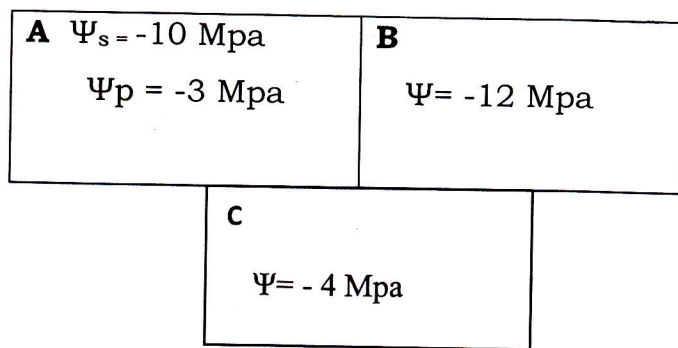 A Ψs = -10 Mpa
Ψp = -3 Mpa
B
Ψ= -12 Mpa
C
Ψ= - 4 Mpa